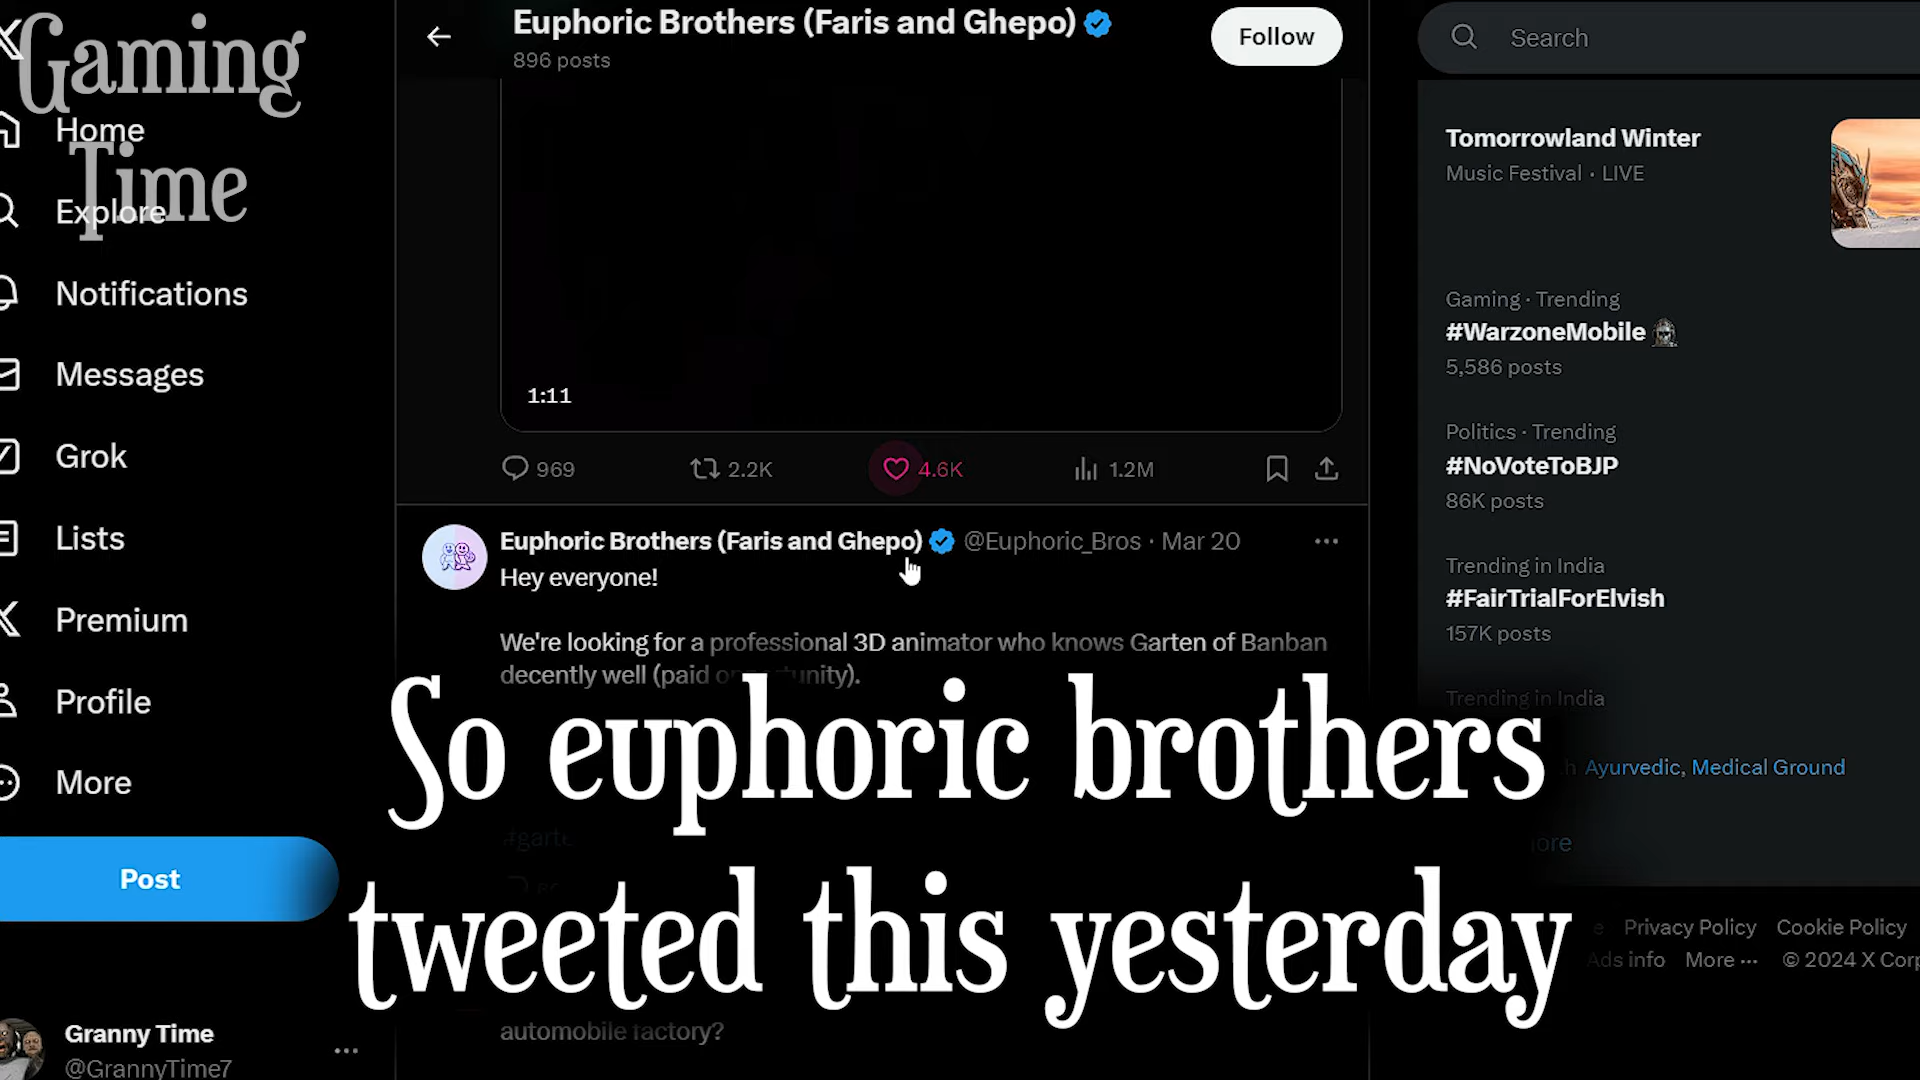 Gaming
Time
Home
Explore
Notifications
Messages
Grok
Lists
Premium
Profile
More
Post
Granny Time
@GrannyTime7
Euphoric Brothers (Faris and Ghepo)
896 posts
Follow
1:11
969
2.2K
4.6K
1.2M
Euphoric Brothers (Faris and Ghepo) @Euphoric_Bros · Mar 20
Hey everyone!
We're looking for a professional 3D animator who knows Garten of Banban
decently well (paid opportunity).
So euphoric brothers
tweeted this yesterday
automobile factory?
Search
Tomorrowland Winter
Music Festival · LIVE
Gaming · Trending
#WarzoneMobile
5,586 posts
Politics · Trending
#NoVoteToBJP
86K posts
Trending in India
#FairTrialForElvish
157K posts
Trending in India
Ayurvedic, Medical Ground
Privacy Policy Cookie Policy
Ads info More ··· © 2024 X Corp